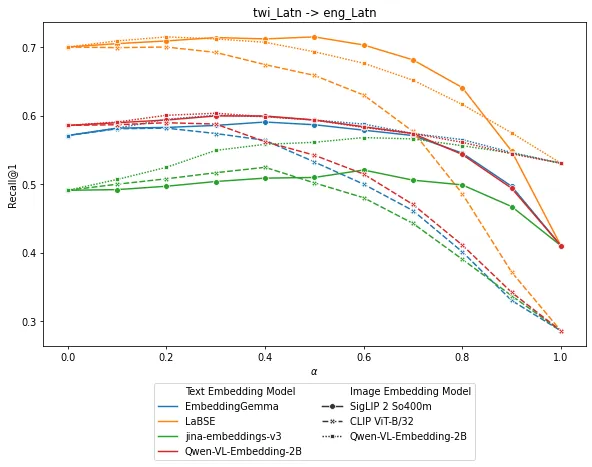 twi_Latn -> eng_Latn
Recall@1
0.7
0.6
0.5
0.4
0.3
0.0 0.2 0.4 0.6 0.8 1.0
α
Text Embedding Model Image Embedding Model
EmbeddingGemma SigLIP 2 So400m
LaBSE CLIP ViT-B/32
jina-embeddings-v3 Qwen-VL-Embedding-2B
Qwen-VL-Embedding-2B